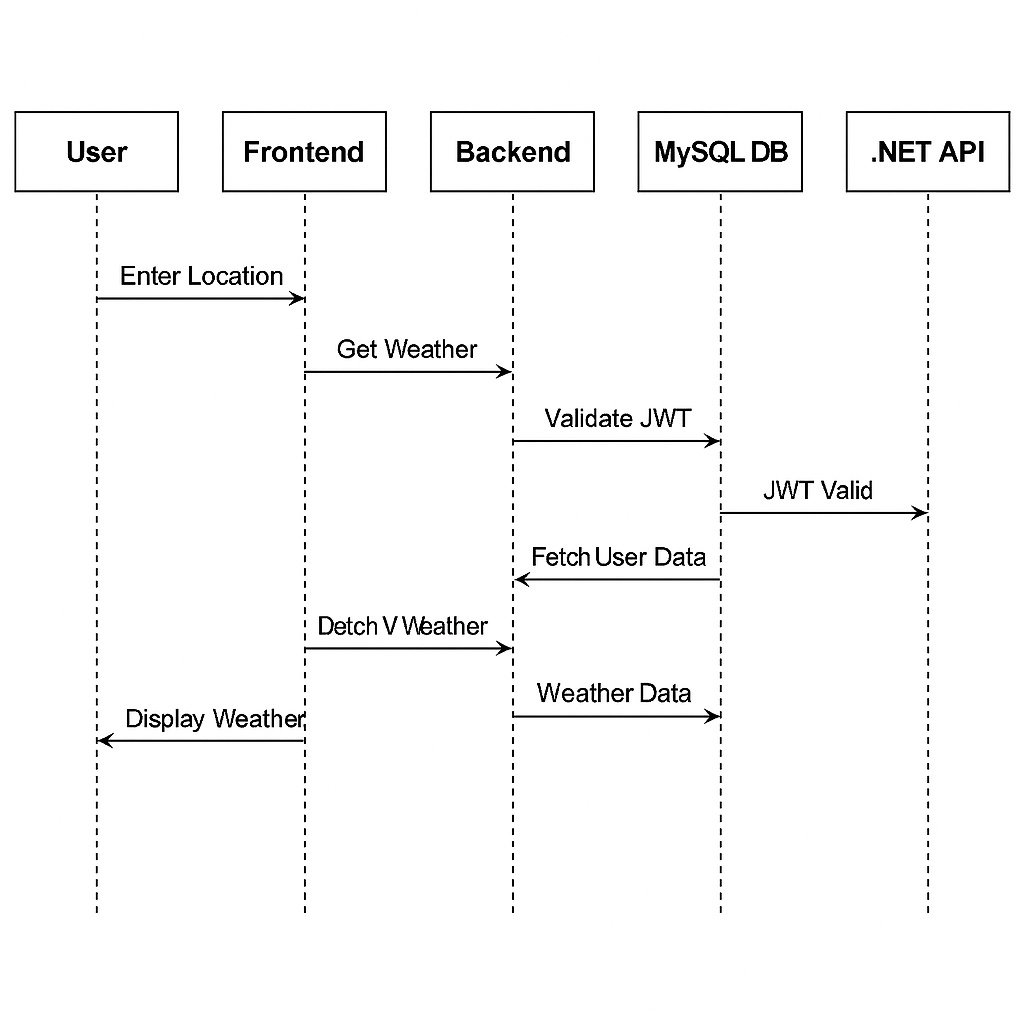 User
Frontend
Backend
MySQL DB
.NET API
Enter Location
Get Weather
Validate JWT
JWT Valid
Fetch User Data
Detch V Weather
Weather Data
Display Weather